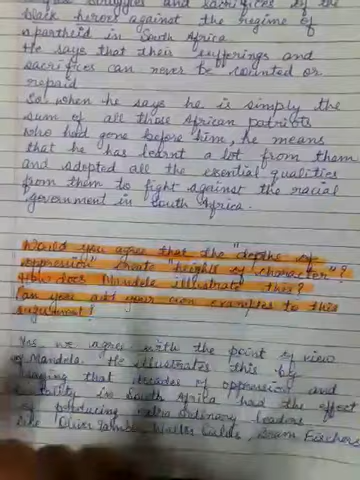 struggles and sacrifices of the
black heroes against the regime of
apartheid in South Africa
He says that their sufferings and
sacrifices can never be counted or
repaid
So when he says he is simply the
sum of all those African patriots
who had gone before him, he means
that he has learnt a lot from them
and adopted all the essential qualities
from them to fight against the racial
government in South Africa.
Would you agree that the "depths of
oppression" create "heights of character"?
How does Mandela illustrate this?
Can you add your own examples to this
argument!
Yes, we agree with the point of view
of Mandela. He illustrates this by
that decades of oppression and
in South Africa had the effect
of producing extra ordinary leaders
like Oliver Walter Bram Fischers